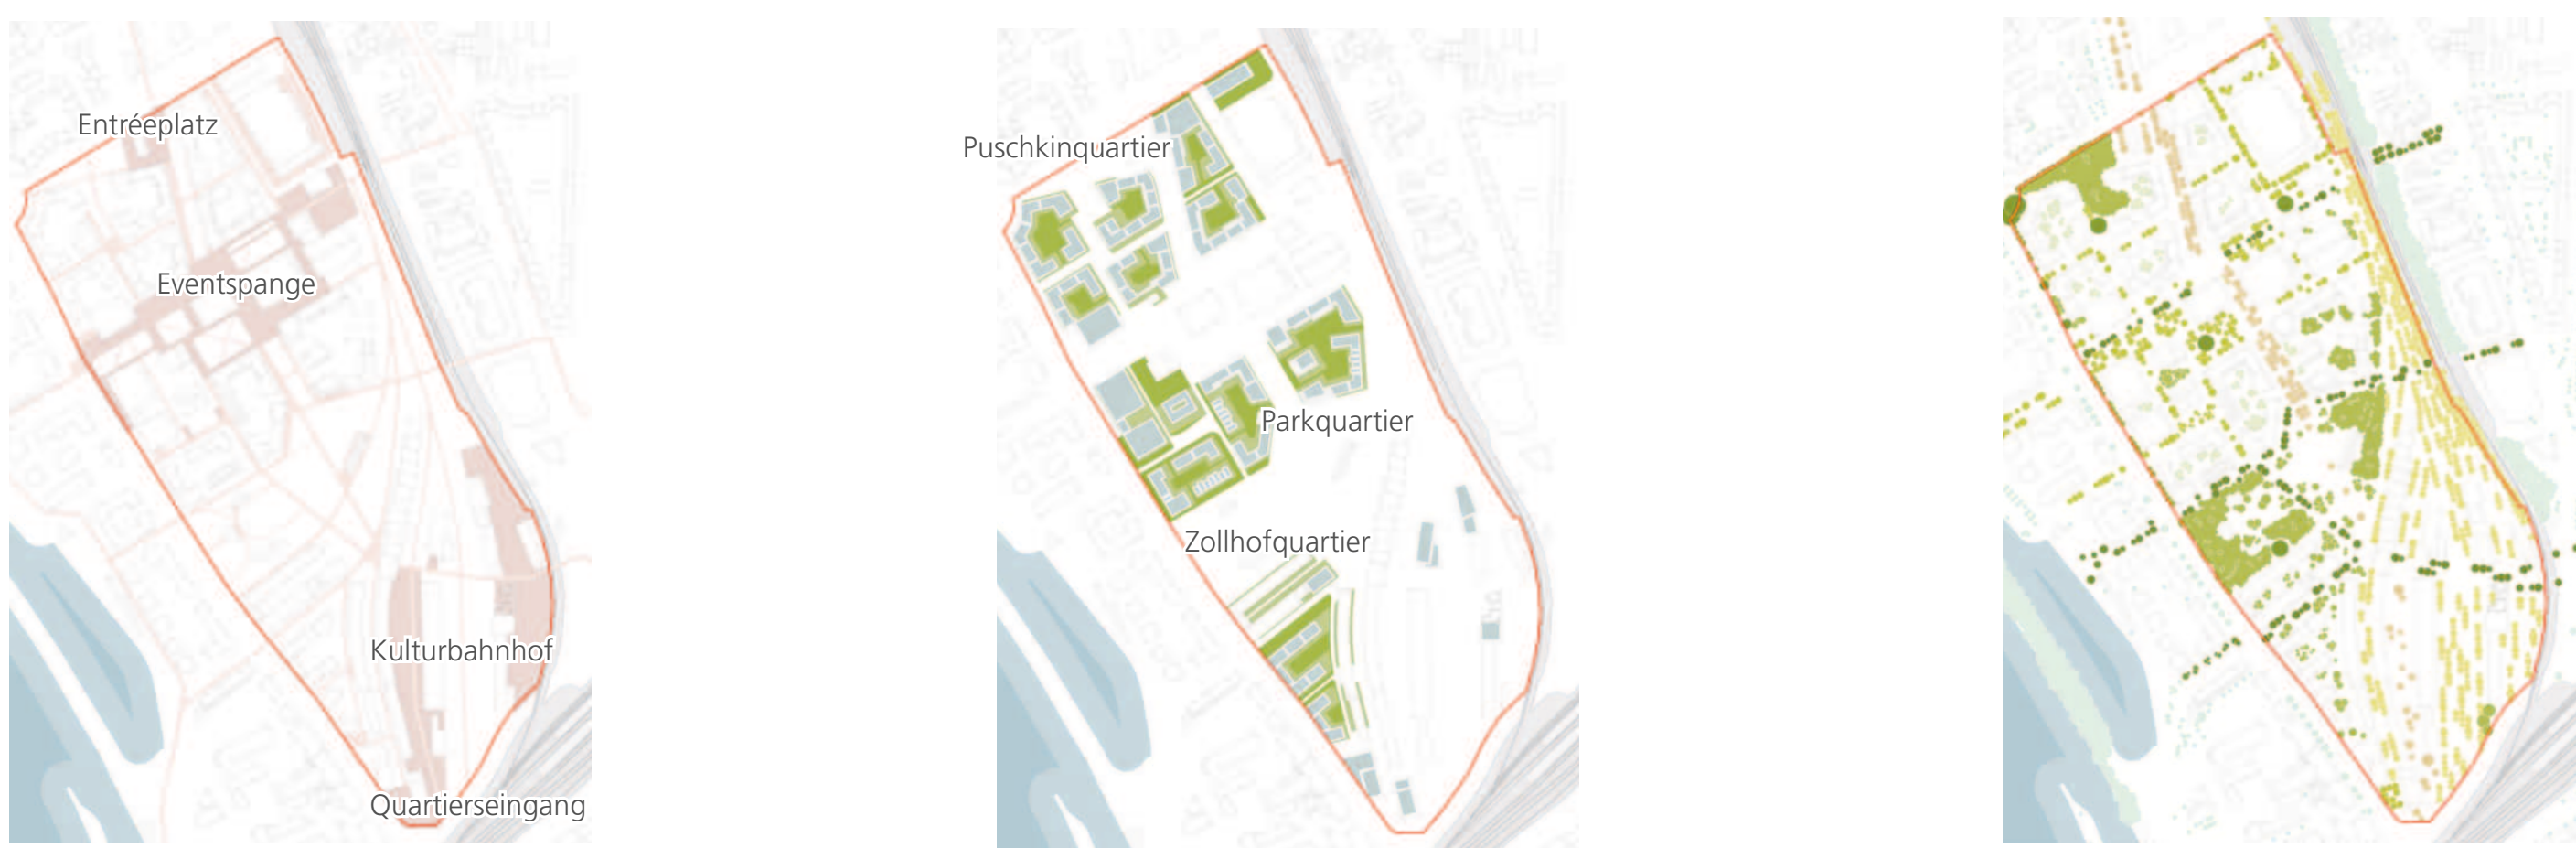 Entréeplatz
Eventspange
Kulturbahnhof
Quartierseingang
Puschkinquartier
Parkquartier
Zollhofquartier